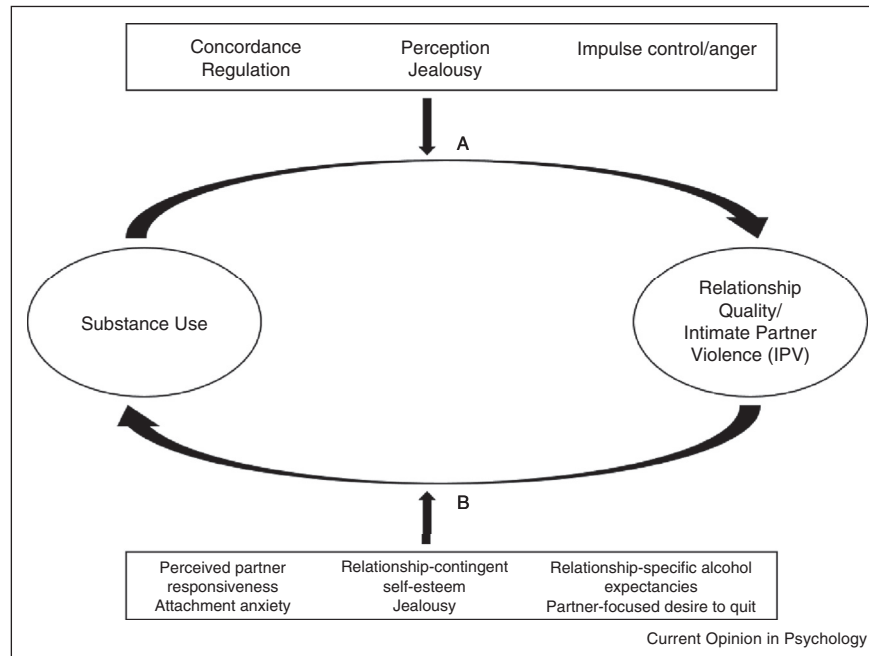 Concordance
Regulation
Perception
Jealousy
Impulse control/anger
A
Substance Use
Relationship
Quality/
Intimate Partner
Violence (IPV)
B
Perceived partner
responsiveness
Attachment anxiety
Relationship-contingent
self-esteem
Jealousy
Relationship-specific alcohol
expectancies
Partner-focused desire to quit
Current Opinion in Psychology